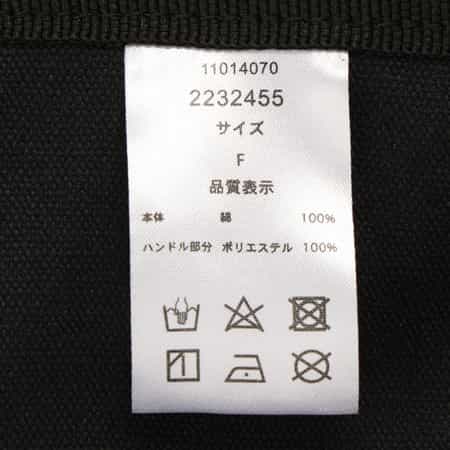 11014070
2232455
サイズ
F
品質表示
本体 綿 100%
ハンドル部分 ポリエステル 100%